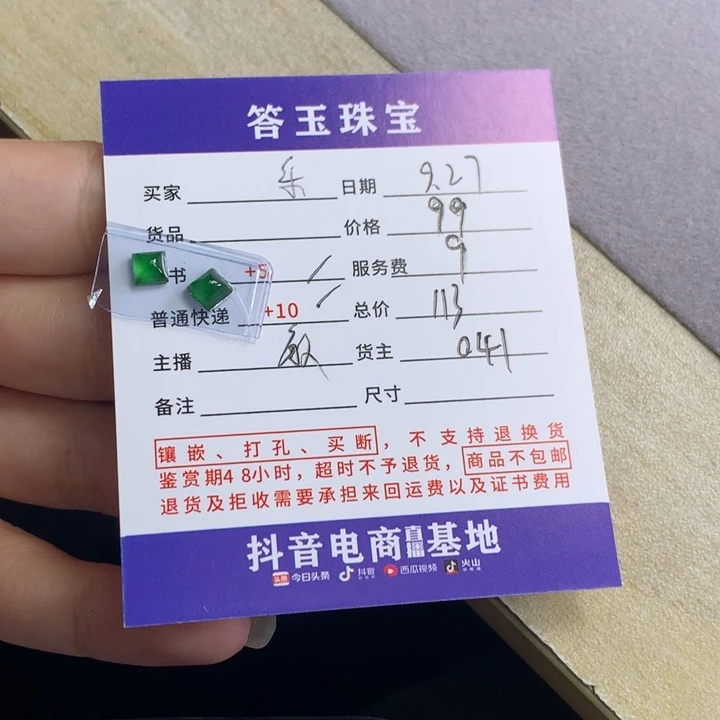 答玉珠宝
买家 乐 日期 9.27
货品 价格 99
书 +5 ✓ 服务费 9
普通快递 +10 ✓ 总价 113
主播 敏 货主 041
备注 尺寸
镶嵌、打孔、买断，不支持退换货
鉴赏期48小时，超时不予退货，商品不包邮
退货及拒收需要承担来回运费以及证书费用
抖音电商直播基地
头条 今日头条 抖音 西瓜视频 火山